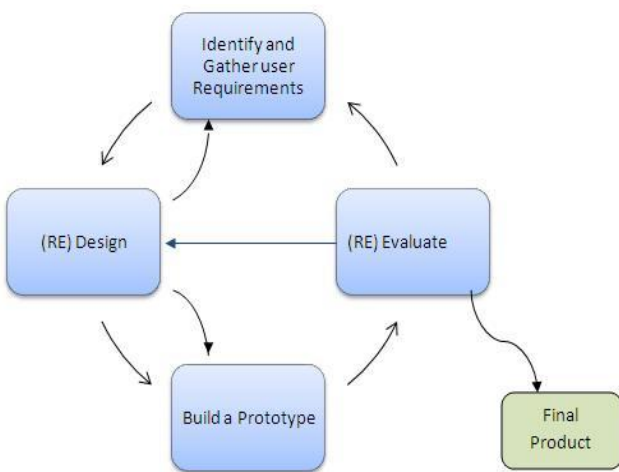 Identify and
Gather user
Requirements
(RE) Design
(RE) Evaluate
Build a Prototype
Final
Product